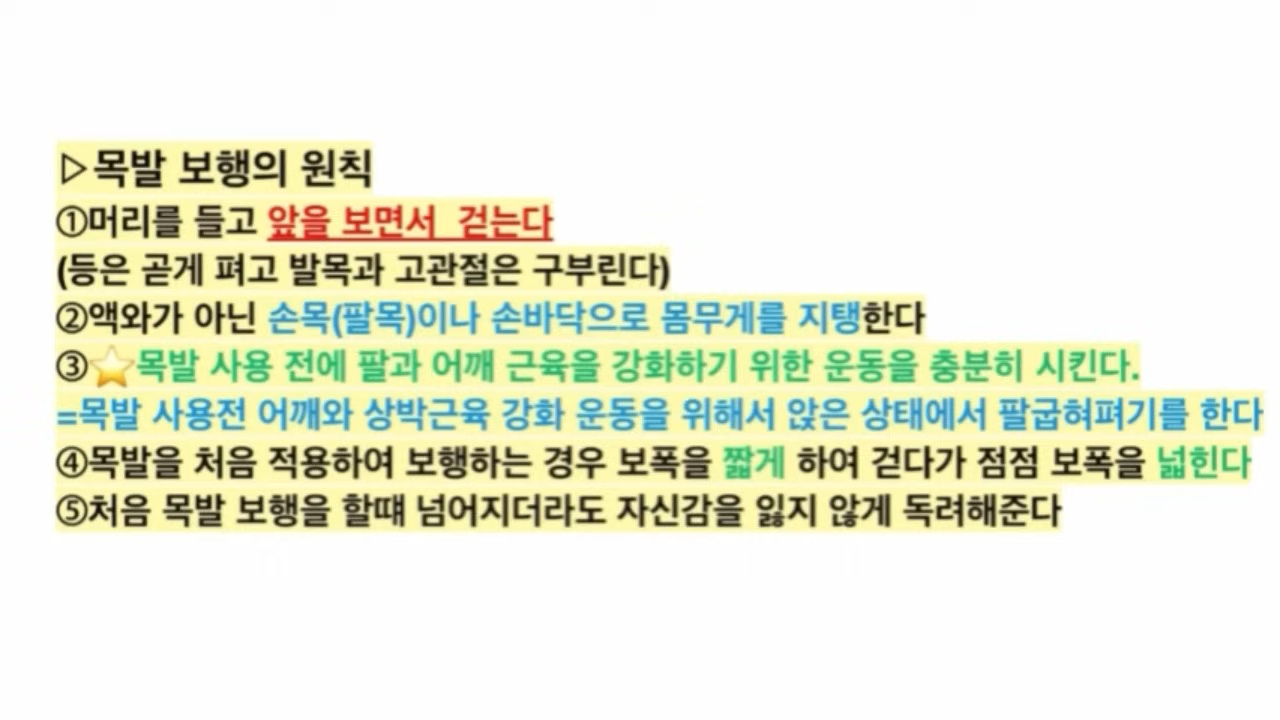 ▷목발 보행의 원칙
①머리를 들고 앞을 보면서 걷는다
(등은 곧게 펴고 발목과 고관절은 구부린다)
②액와가 아닌 손목(팔목)이나 손바닥으로 몸무게를 지탱한다
③⭐목발 사용 전에 팔과 어깨 근육을 강화하기 위한 운동을 충분히 시킨다.
=목발 사용전 어깨와 상박근육 강화 운동을 위해서 앉은 상태에서 팔굽혀펴기를 한다
④목발을 처음 적용하여 보행하는 경우 보폭을 짧게 하여 걷다가 점점 보폭을 넓힌다
⑤처음 목발 보행을 할떄 넘어지더라도 자신감을 잃지 않게 독려해준다